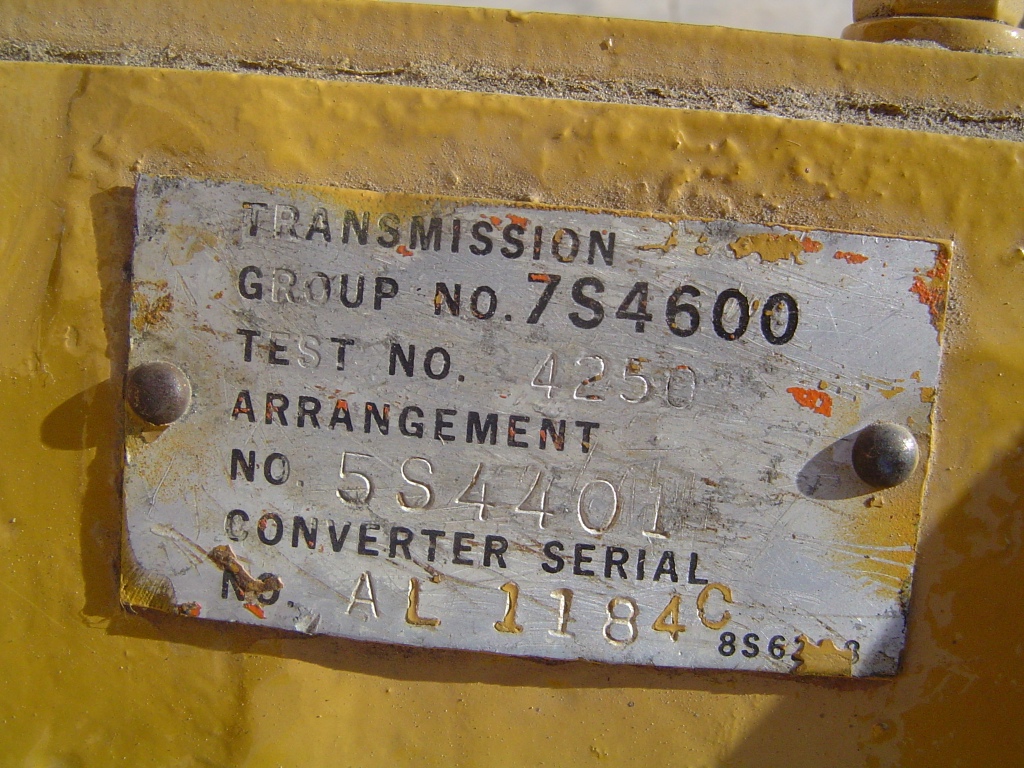 TRANSMISSION
GROUP NO. 7S4600
TEST NO. 4250
ARRANGEMENT
NO. 5S4401
CONVERTER SERIAL
NO. AL 1184C